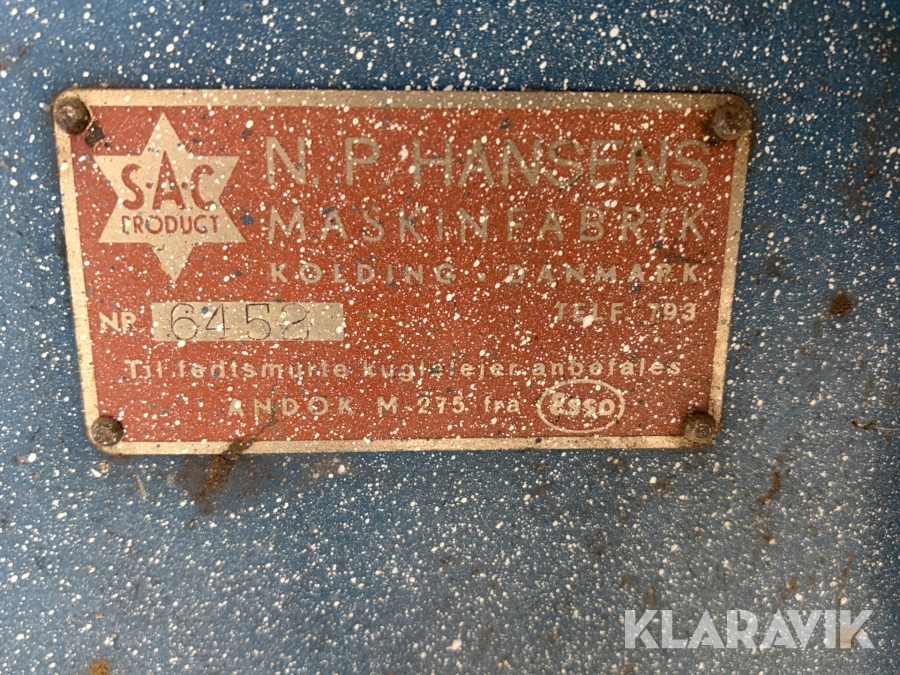 S·A·C
PRODUCT
N. P. HANSENS
MASKINFABRIK
KOLDING - DANMARK
NR 6452 TELF. 793
Til fedtsmurte kuglelejer anbefales
ANDOK M-275 fra Esso
KLARAVIK